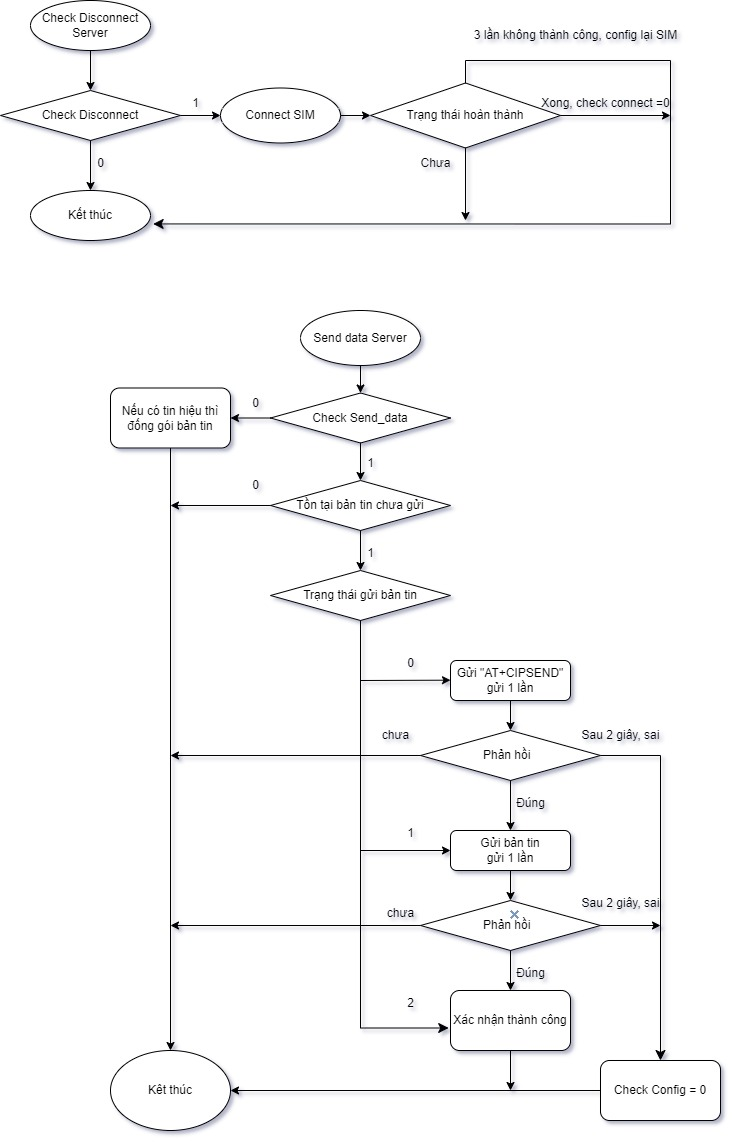 3 lần không thành công, config lại SIM
Check Disconnect
Server
Check Disconnect
1
Connect SIM
Trạng thái hoàn thành
Xong, check connect =0
0
Chưa
Kết thúc
Send data Server
Nếu có tin hiệu thì
đống gói bản tin
0
Check Send_data
1
0
Tồn tại bản tin chưa gửi
1
Trạng thái gửi bản tin
0
Gửi "AT+CIPSEND"
gửi 1 lần
chưa
Phản hồi
Sau 2 giây, sai
Đúng
1
Gửi bản tin
gửi 1 lần
chưa
Phản hồi
Sau 2 giây, sai
Đúng
2
Xác nhận thành công
Kêt thúc
Check Config = 0